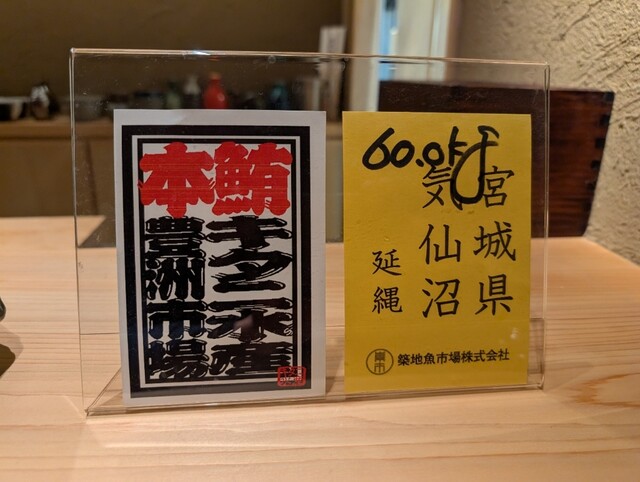 本鮪
キタニ水産
豊洲市場
60.0kg
宮城県
気仙沼
延縄
築地魚市場株式会社